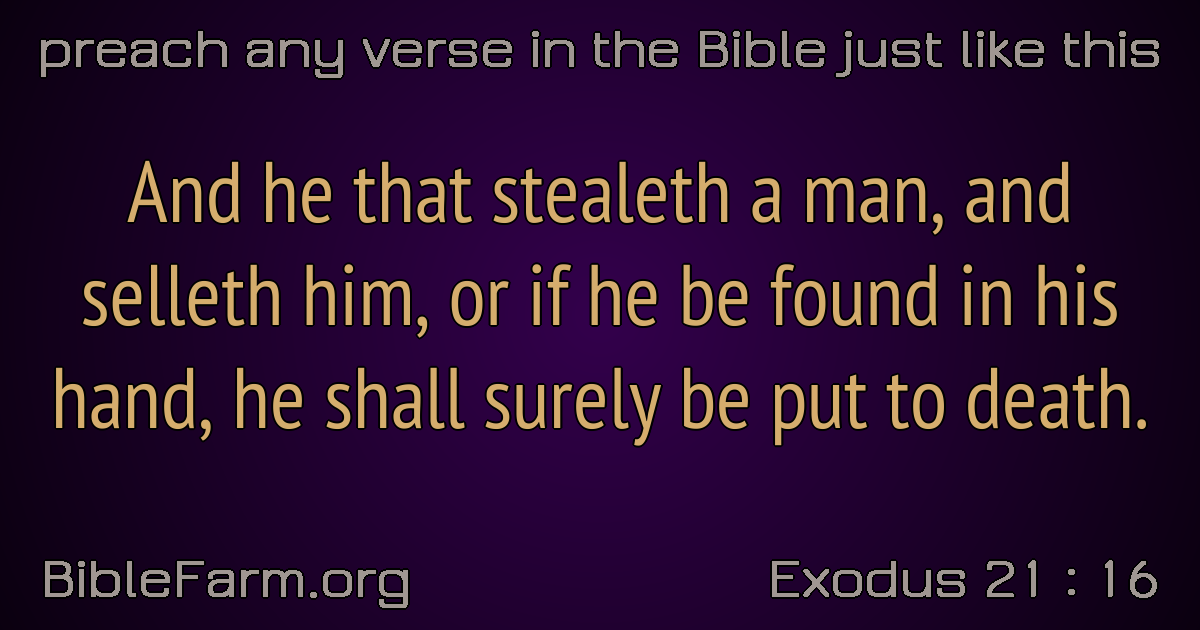 preach any verse in the Bible just like this
And he that stealeth a man, and
selleth him, or if he be found in his
hand, he shall surely be put to death.
BibleFarm.org
Exodus 21 : 16